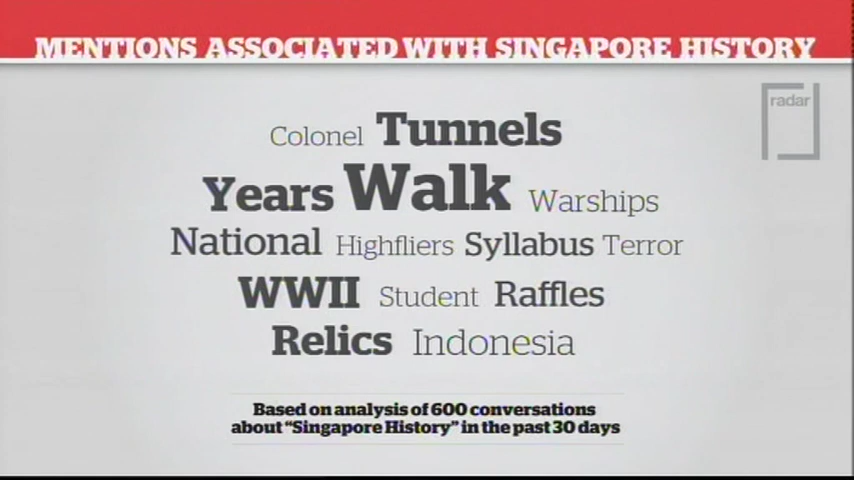 MENTIONS ASSOCIATED WITH SINGAPORE HISTORY
radar
Colonel Tunnels
Years Walk Warships
National Highfliers Syllabus Terror
WWII Student Raffles
Relics Indonesia
Based on analysis of 600 conversations
about “Singapore History” in the past 30 days